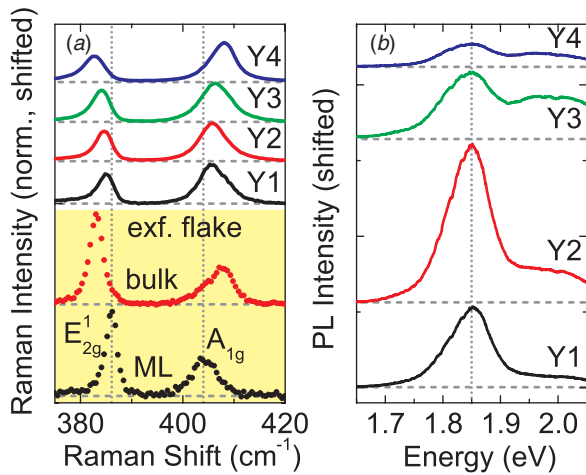 (a)
Y4
Y3
Y2
Y1
exf. flake
bulk
E¹₂g
ML
A₁g
Raman Intensity (norm., shifted)
380
400
420
Raman Shift (cm⁻¹)
(b)
Y4
Y3
Y2
Y1
PL Intensity (shifted)
1.7
1.8
1.9
2.0
Energy (eV)